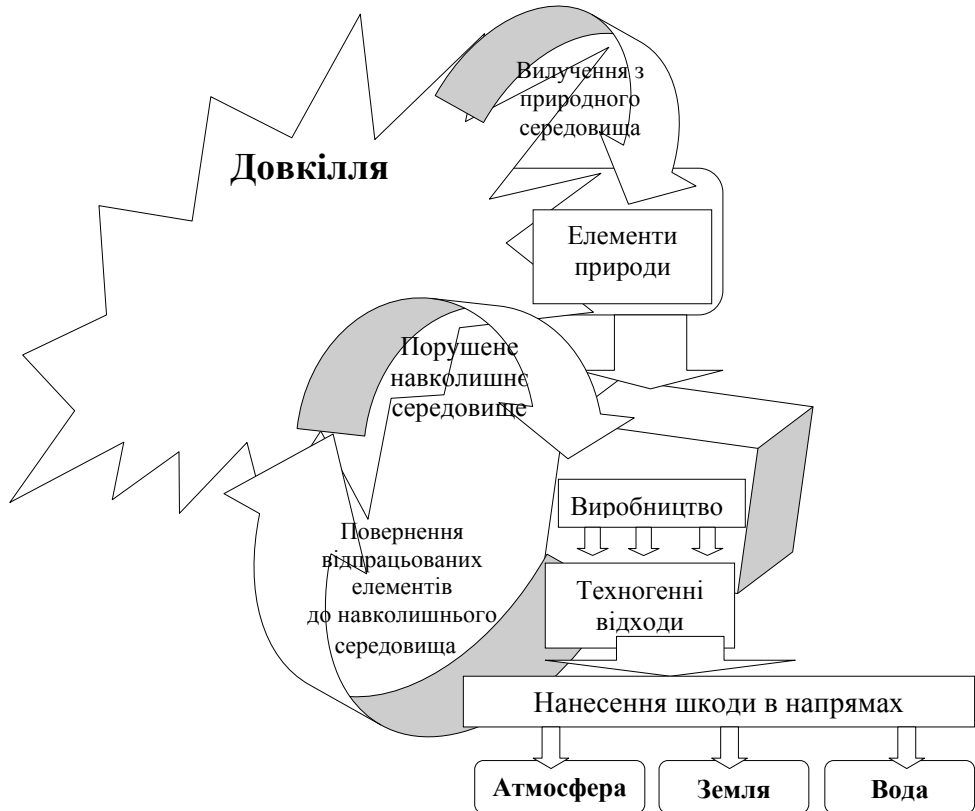 Вилучення з
природного
середовища
Довкілля
Елементи
природи
Порушене
навколишнє
середовище
Виробництво
Повернення
відпрацьованих
елементів
до навколишнього
середовища
Техногенні
відходи
Нанесення шкоди в напрямах
Атмосфера
Земля
Вода